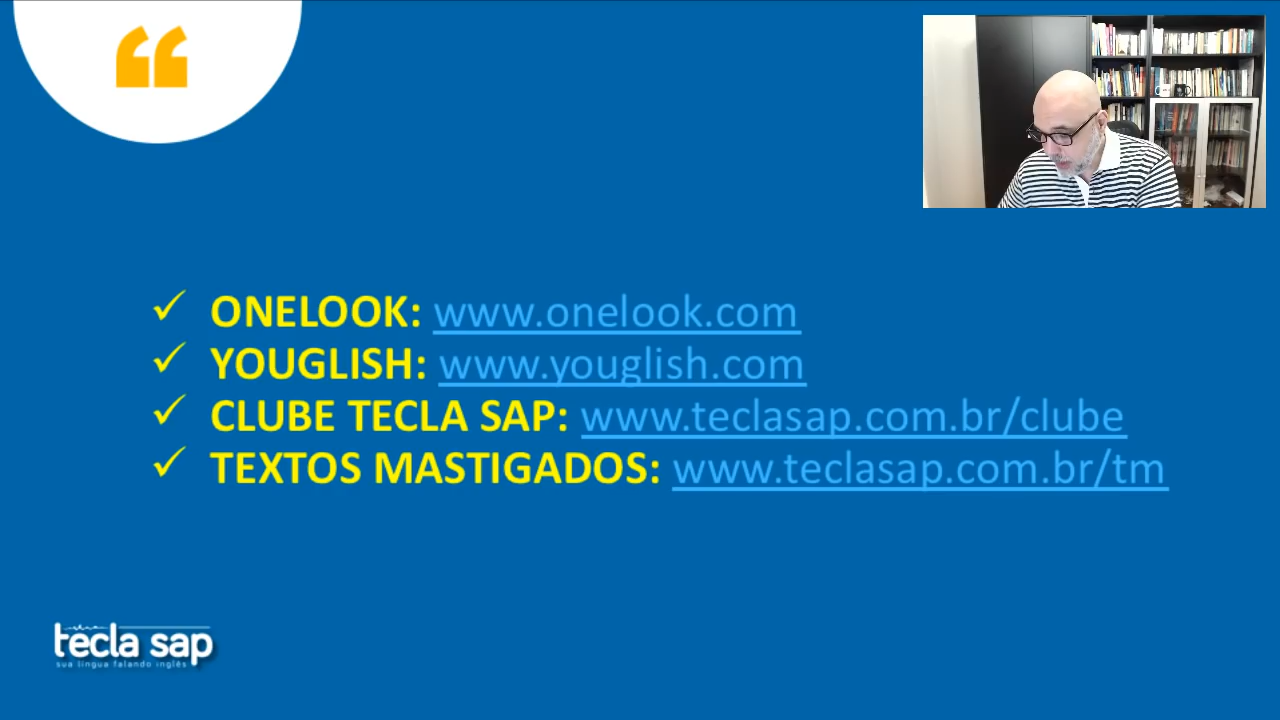 ONELOOK: www.onelook.com
YOUGLISH: www.youglish.com
CLUBE TECLA SAP: www.teclasap.com.br/clube
TEXTOS MASTIGADOS: www.teclasap.com.br/tm
tecla sap
sua língua falando inglês